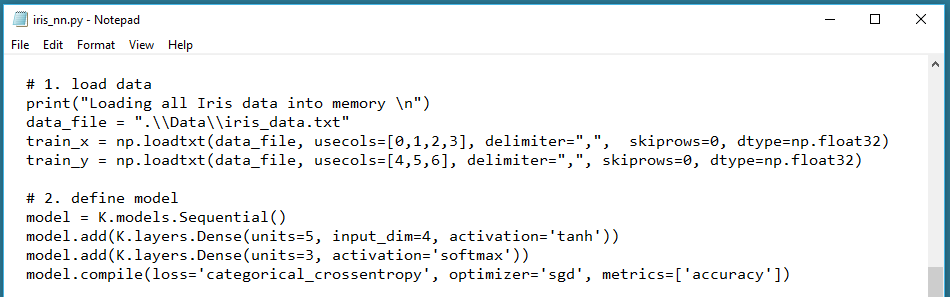 iris_nn.py - Notepad
File Edit Format View Help
# 1. load data
print("Loading all Iris data into memory \n")
data_file = ".\\Data\\iris_data.txt"
train_x = np.loadtxt(data_file, usecols=[0,1,2,3], delimiter=",",  skiprows=0, dtype=np.float32)
train_y = np.loadtxt(data_file, usecols=[4,5,6], delimiter=",", skiprows=0, dtype=np.float32)
# 2. define model
model = K.models.Sequential()
model.add(K.layers.Dense(units=5, input_dim=4, activation='tanh'))
model.add(K.layers.Dense(units=3, activation='softmax'))
model.compile(loss='categorical_crossentropy', optimizer='sgd', metrics=['accuracy'])